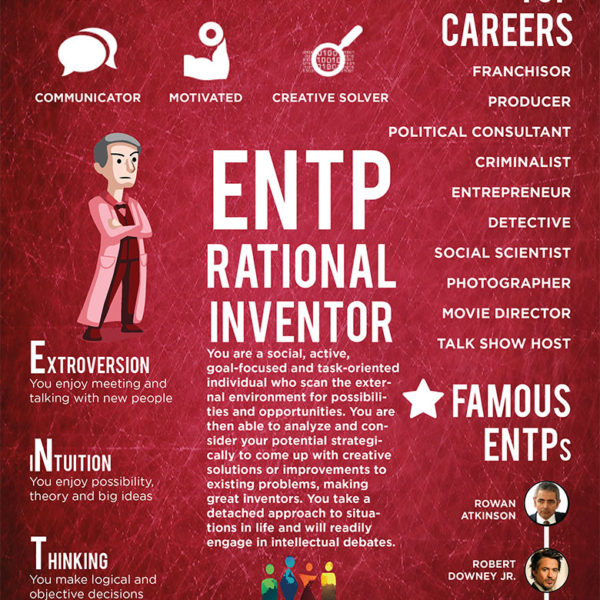 CAREERS
FRANCHISOR
PRODUCER
POLITICAL CONSULTANT
CRIMINALIST
ENTREPRENEUR
DETECTIVE
SOCIAL SCIENTIST
PHOTOGRAPHER
MOVIE DIRECTOR
TALK SHOW HOST
COMMUNICATOR
MOTIVATED
CREATIVE SOLVER
ENTP
RATIONAL
INVENTOR
You are a social, active,
goal-focused and task-oriented
individual who scan the exter-
nal environment for possibili-
ties and opportunities. You are
then able to analyze and con-
sider your potential strategi-
cally to come up with creative
solutions or improvements to
existing problems, making
great inventors. You take a
detached approach to situa-
tions in life and will readily
engage in intellectual debates.
EXTROVERSION
You enjoy meeting and
talking with new people
INTUITION
You enjoy possibility,
theory and big ideas
THINKING
You make logical and
objective decisions
FAMOUS
ENTPs
ROWAN
ATKINSON
ROBERT
DOWNEY JR.